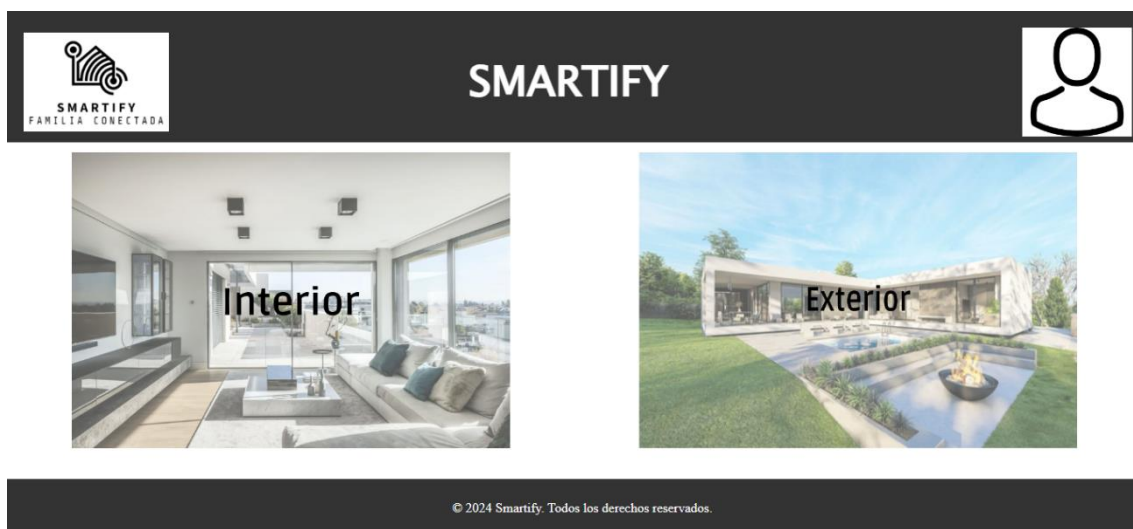 SMARTIFY
FAMILIA CONECTADA
SMARTIFY
Interior
Exterior
© 2024 Smartify. Todos los derechos reservados.